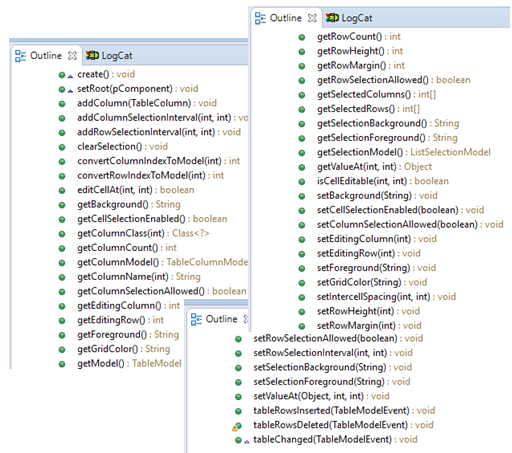 Outline LogCat
create() : void
setRoot(pComponent) : void
addColumn(TableColumn) : void
addColumnSelectionInterval(int, int) : vo
addRowSelectionInterval(int, int) : void
clearSelection() : void
convertColumnIndexToModel(int) : int
convertRowIndexToModel(int) : int
editCellAt(int, int) : boolean
getBackground() : String
getCellSelectionEnabled() : boolean
getColumnClass(int) : Class<?>
getColumnCount() : int
getColumnModel() : TableColumnMode
getColumnName(int) : String
getColumnSelectionAllowed() : boolean
getEditingColumn() : int
getEditingRow() : int
getForeground() : String
getGridColor() : String
getModel() : TableModel
Outline LogCat
getRowCount() : int
getRowHeight() : int
getRowMargin() : int
getRowSelectionAllowed() : boolean
getSelectedColumns() : int[]
getSelectedRows() : int[]
getSelectionBackground() : String
getSelectionForeground() : String
getSelectionModel() : ListSelectionModel
getValueAt(int, int) : Object
isCellEditable(int, int) : boolean
setBackground(String) : void
setCellSelectionEnabled(boolean) : void
setColumnSelectionAllowed(boolean) : void
setEditingColumn(int) : void
setEditingRow(int) : void
setForeground(String) : void
setGridColor(String) : void
setIntercellSpacing(int, int) : void
setRowHeight(int) : void
setRowMargin(int) : void
Outline
setRowSelectionAllowed(boolean) : void
setRowSelectionInterval(int, int) : void
setSelectionBackground(String) : void
setSelectionForeground(String) : void
setValueAt(Object, int, int) : void
tableRowsInserted(TableModelEvent) : void
tableRowsDeleted(TableModelEvent) : void
tableChanged(TableModelEvent) : void